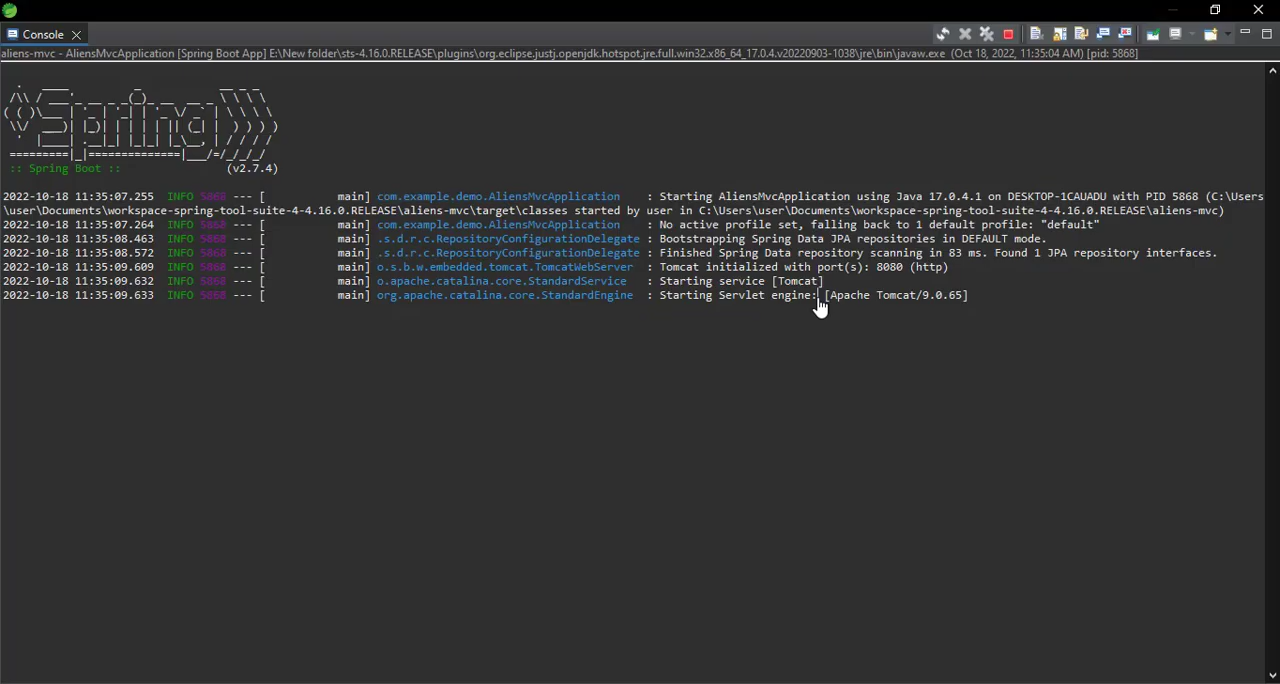 Console
aliens-mvc - AliensMvcApplication [Spring Boot App] E:\New folder\sts-4.16.0.RELEASE\plugins\org.eclipse.justj.openjdk.hotspot.jre.full.win32.x86_64_17.0.4.v20220903-1038\jre\bin\javaw.exe (Oct 18, 2022, 11:35:04 AM) [pid: 5868]
Spring
:: Spring Boot :: (v2.7.4)
2022-10-18 11:35:07.255 INFO 5868 --- [ main] com.example.demo.AliensMvcApplication : Starting AliensMvcApplication using Java 17.0.4.1 on DESKTOP-1CAUADU with PID 5868 (C:\Users
\user\Documents\workspace-spring-tool-suite-4-4.16.0.RELEASE\aliens-mvc\target\classes started by user in C:\Users\user\Documents\workspace-spring-tool-suite-4-4.16.0.RELEASE\aliens-mvc)
2022-10-18 11:35:07.264 INFO 5868 --- [ main] com.example.demo.AliensMvcApplication : No active profile set, falling back to 1 default profile: "default"
2022-10-18 11:35:08.463 INFO 5868 --- [ main] .s.d.r.c.RepositoryConfigurationDelegate : Bootstrapping Spring Data JPA repositories in DEFAULT mode.
2022-10-18 11:35:08.572 INFO 5868 --- [ main] .s.d.r.c.RepositoryConfigurationDelegate : Finished Spring Data repository scanning in 83 ms. Found 1 JPA repository interfaces.
2022-10-18 11:35:09.609 INFO 5868 --- [ main] o.s.b.w.embedded.tomcat.TomcatWebServer : Tomcat initialized with port(s): 8080 (http)
2022-10-18 11:35:09.632 INFO 5868 --- [ main] o.apache.catalina.core.StandardService : Starting service [Tomcat]
2022-10-18 11:35:09.633 INFO 5868 --- [ main] org.apache.catalina.core.StandardEngine : Starting Servlet engine: [Apache Tomcat/9.0.65]